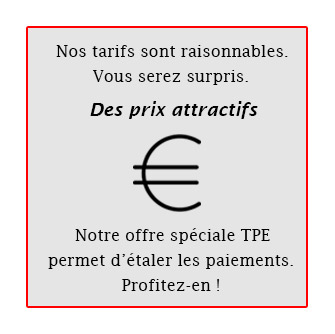 Nos tarifs sont raisonnables.
Vous serez surpris.
Des prix attractifs
€
Notre offre spéciale TPE
permet d’étaler les paiements.
Profitez-en !